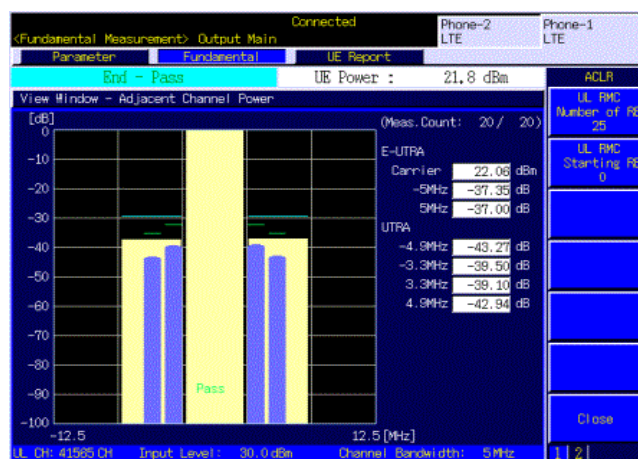 Connected
<Fundamental Measurement> Output Main
Phone-2 LTE
Phone-1 LTE
Parameter Fundamental UE Report
End - Pass UE Power : 21.8 dBm
ACLR
View Window - Adjacent Channel Power
UL RMC
Number of RB
25
UL RMC
Starting RB
0
Close
1 2
[dB]
0
-10
-20
-30
-40
-50
-60
-70
-80
-90
-100
Pass
-12.5 12.5 [MHz]
(Meas.Count: 20 / 20)
E-UTRA
Carrier 22.06 dBm
-5MHz -37.35 dB
5MHz -37.00 dB
UTRA
-4.9MHz -43.27 dB
-3.3MHz -39.50 dB
3.3MHz -39.10 dB
4.9MHz -42.94 dB
UL CH: 41565 CH Input Level: 30.0 dBm Channel Bandwidth: 5MHz